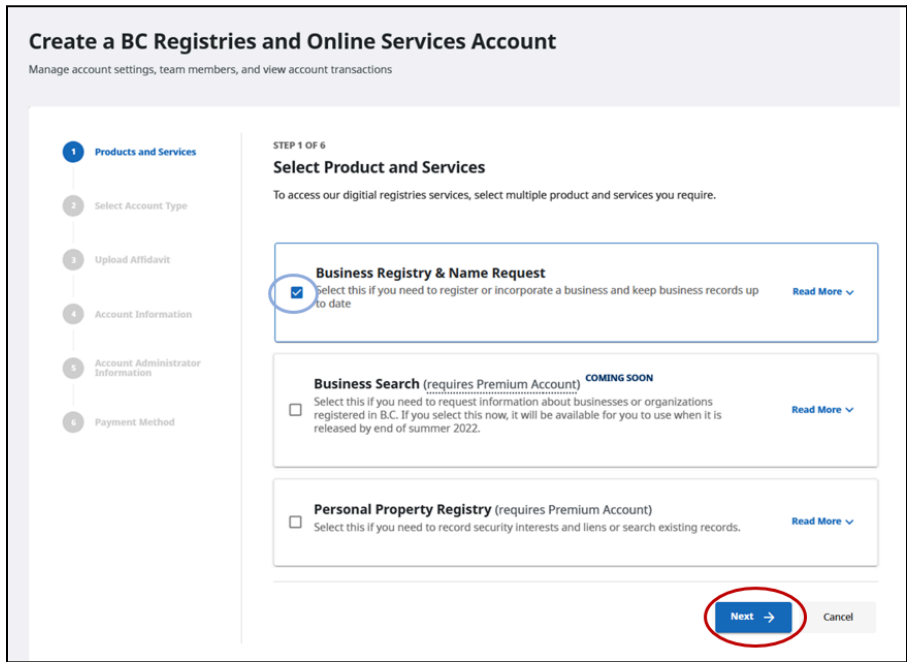 Create a BC Registries and Online Services Account
Manage account settings, team members, and view account transactions
1 Products and Services
2 Select Account Type
3 Upload Affidavit
4 Account Information
5 Account Administrator
Information
6 Payment Method
STEP 1 OF 6
Select Product and Services
To access our digitial registries services, select multiple product and services you require.
Business Registry & Name Request
Select this if you need to register or incorporate a business and keep business records up
to date
Read More
Business Search (requires Premium Account) COMING SOON
Select this if you need to request information about businesses or organizations
registered in B.C. If you select this now, it will be available for you to use when it is
released by end of summer 2022.
Read More
Personal Property Registry (requires Premium Account)
Select this if you need to record security interests and liens or search existing records.
Read More
Next → Cancel